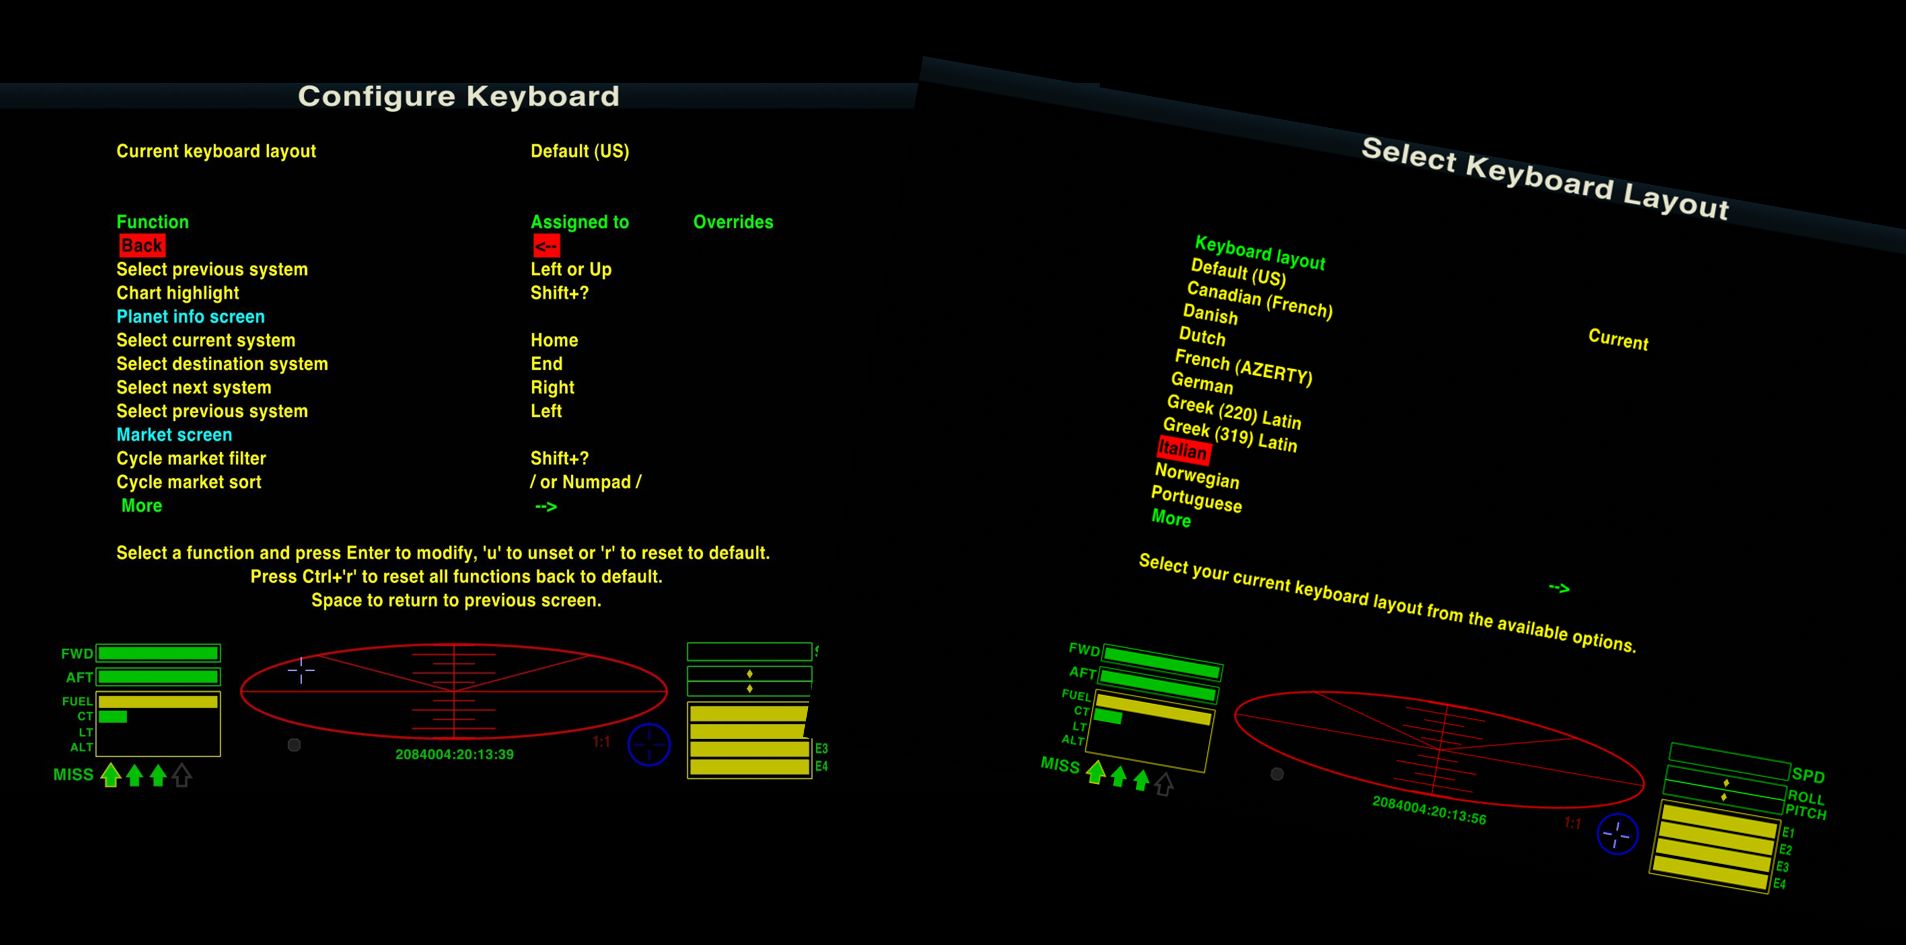 Configure Keyboard
Current keyboard layout Default (US)
Function Assigned to Overrides
Back <--
Select previous system Left or Up
Chart highlight Shift+?
Planet info screen
Select current system Home
Select destination system End
Select next system Right
Select previous system Left
Market screen
Cycle market filter Shift+?
Cycle market sort / or Numpad /
More -->
Select a function and press Enter to modify, 'u' to unset or 'r' to reset to default.
Press Ctrl+'r' to reset all functions back to default.
Space to return to previous screen.
FWD
AFT
FUEL
CT
LT
ALT
MISS
2084004:20:13:39
1:1
E3
E4
Select Keyboard Layout
Keyboard layout
Default (US) Current
Canadian (French)
Danish
Dutch
French (AZERTY)
German
Greek (220) Latin
Greek (319) Latin
Italian
Norwegian
Portuguese
More -->
Select your current keyboard layout from the available options.
FWD
AFT
FUEL
CT
LT
ALT
MISS
2084004:20:13:56
1:1
SPD
ROLL
PITCH
E1
E2
E3
E4